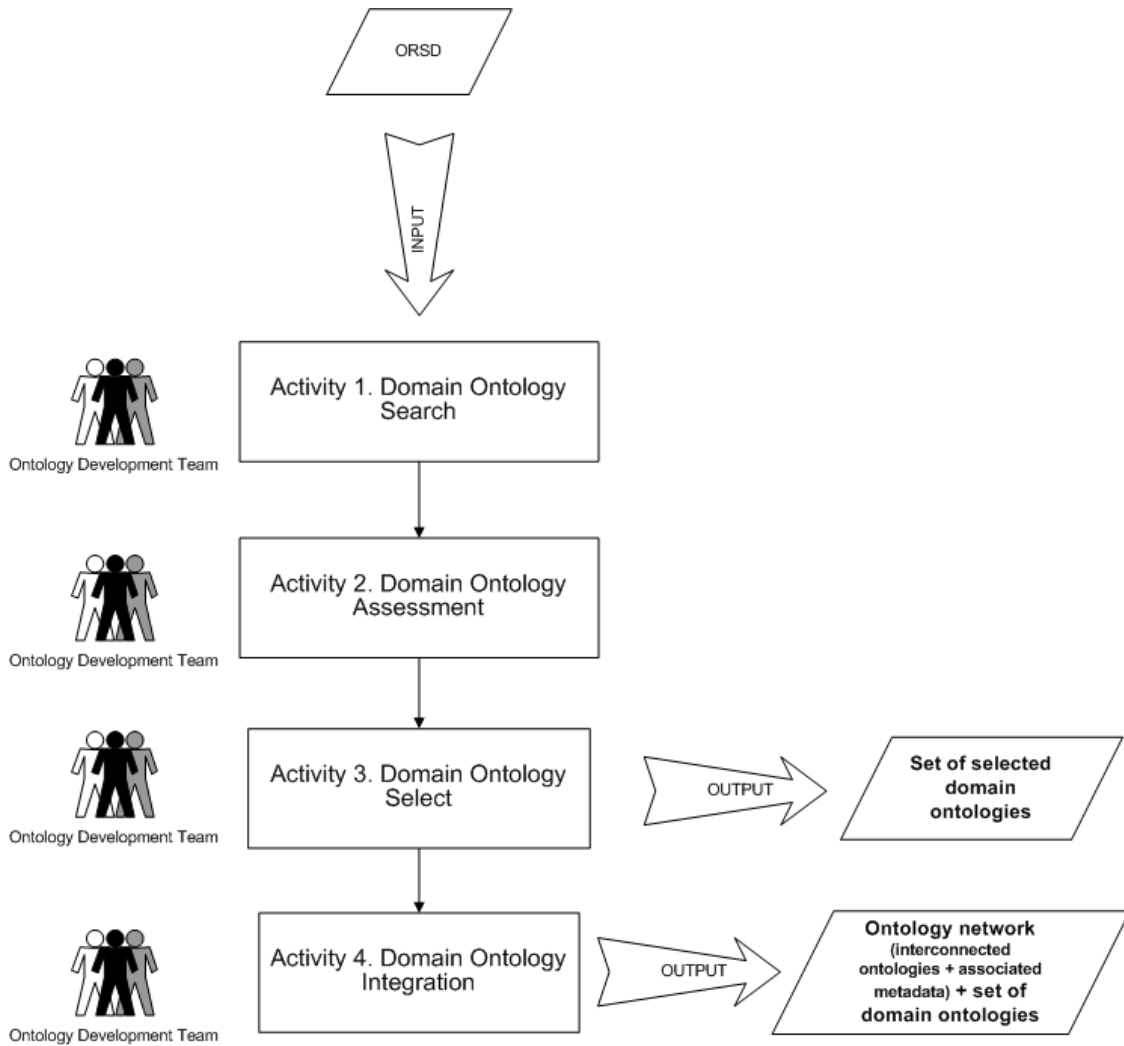 ORSD
INPUT
Activity 1. Domain Ontology
Search
Ontology Development Team
Activity 2. Domain Ontology
Assessment
Ontology Development Team
Activity 3. Domain Ontology
Select
Ontology Development Team
OUTPUT
Set of selected
domain
ontologies
Activity 4. Domain Ontology
Integration
Ontology Development Team
OUTPUT
Ontology network
(interconnected
ontologies + associated
metadata) + set of
domain ontologies